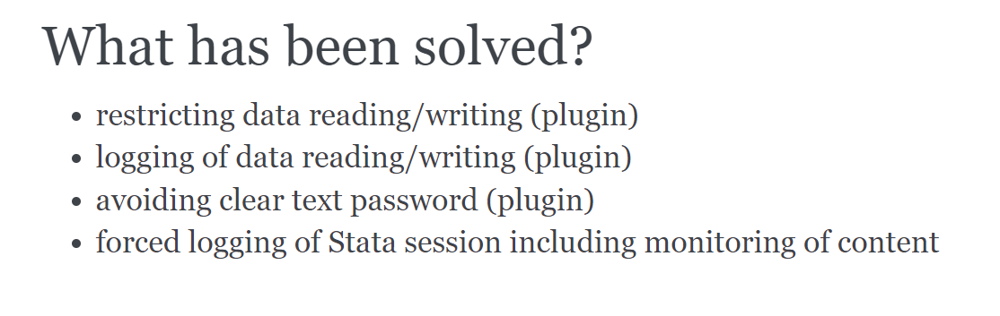 What has been solved?
• restricting data reading/writing (plugin)
• logging of data reading/writing (plugin)
• avoiding clear text password (plugin)
• forced logging of Stata session including monitoring of content